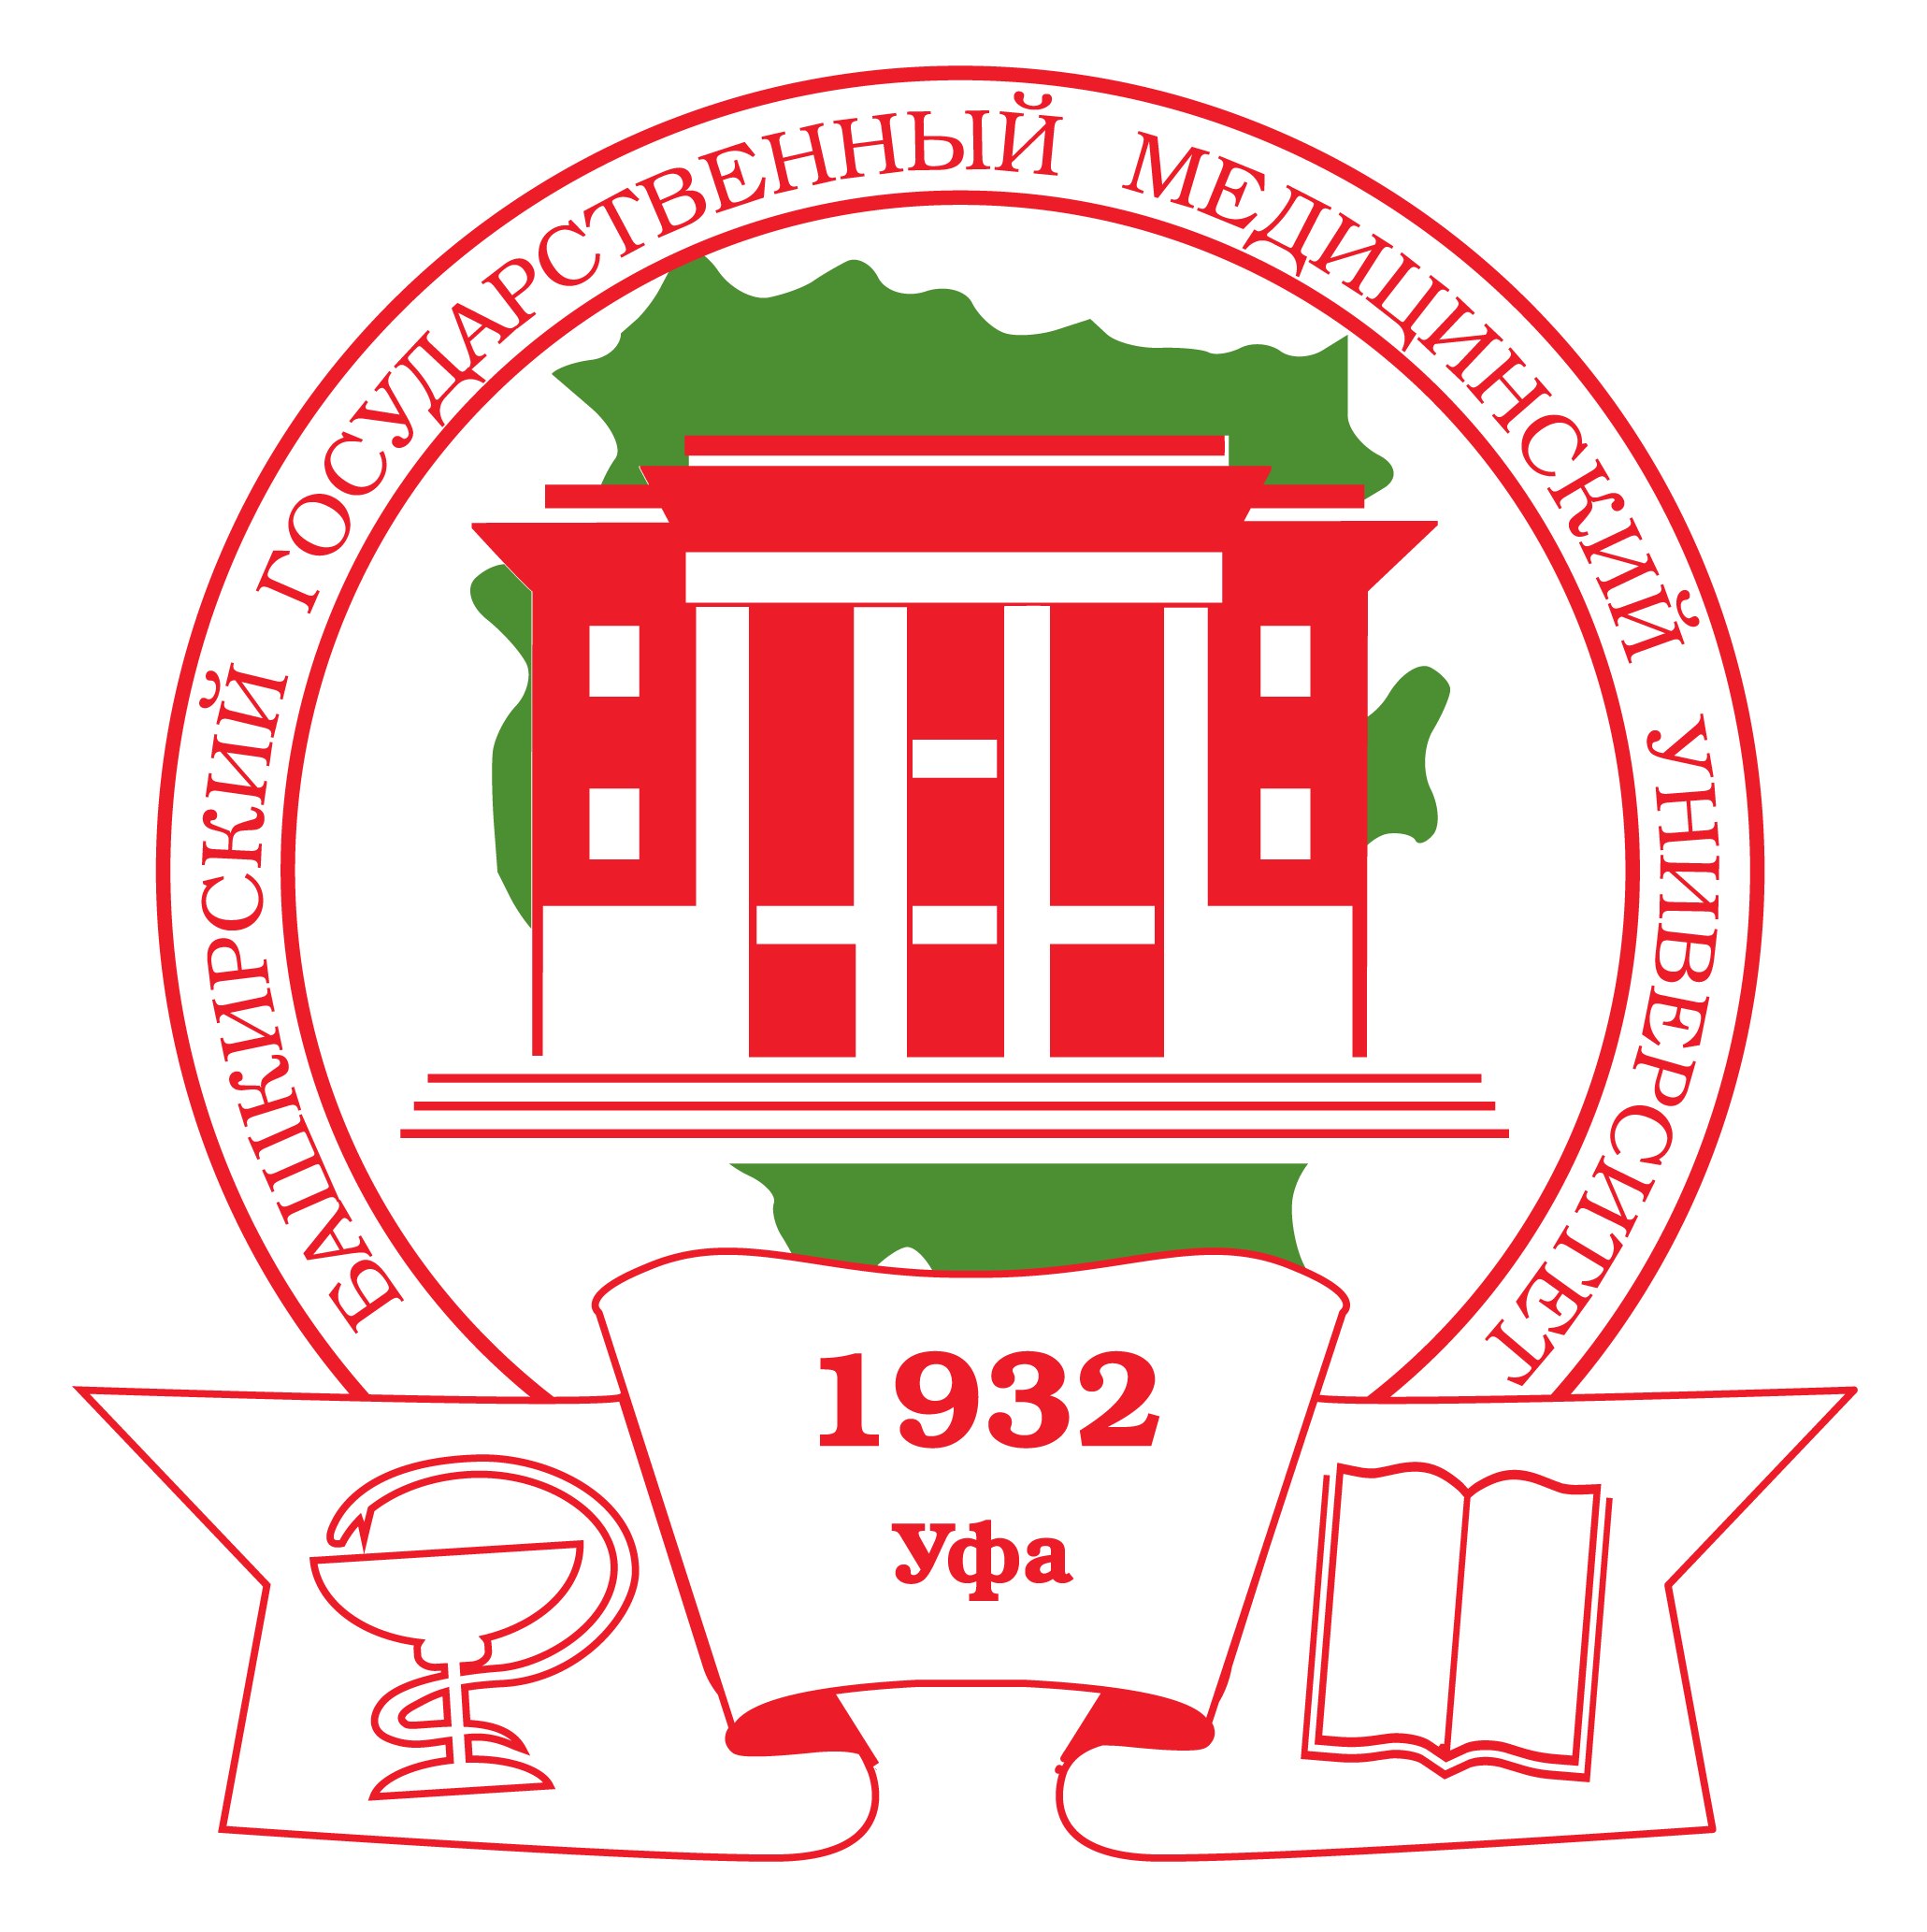 БАШКИРСКИЙ ГОСУДАРСТВЕННЫЙ МЕДИЦИНСКИЙ УНИВЕРСИТЕТ
1932
Уфа